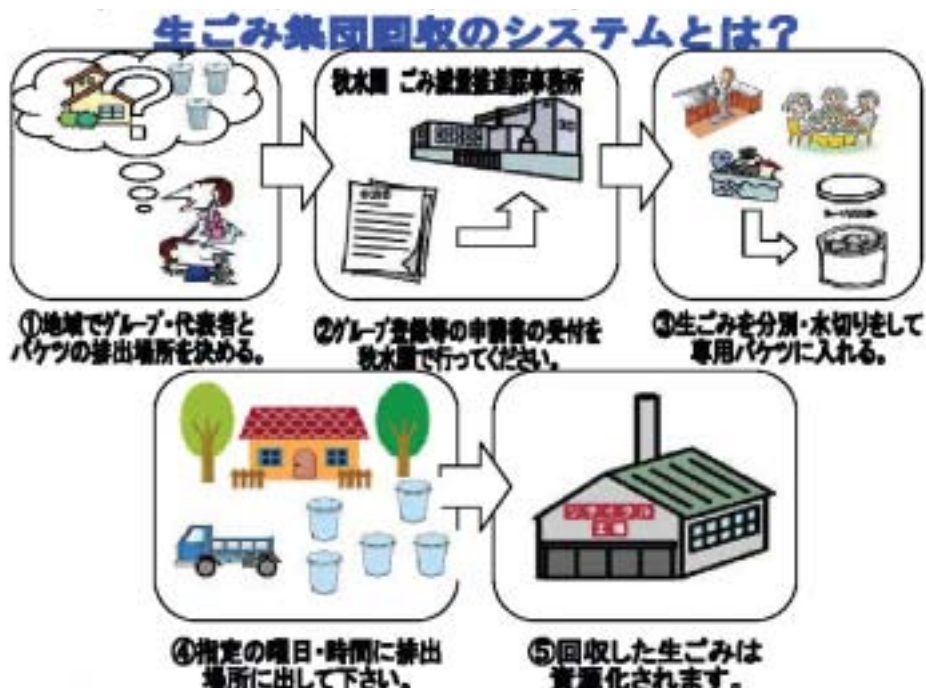 生ごみ集団回収のシステムとは?
秋水園 ごみ減量推進課事務所
①地域でグループ・代表者と
バケツの排出場所を決める。
②グループ登録等の申請書の受付を
秋水園で行ってください。
③生ごみを分別・水切りをして
専用バケツに入れる。
リサイクル
工場
④指定の曜日・時間に排出
場所に出して下さい。
⑤回収した生ごみは
資源化されます。